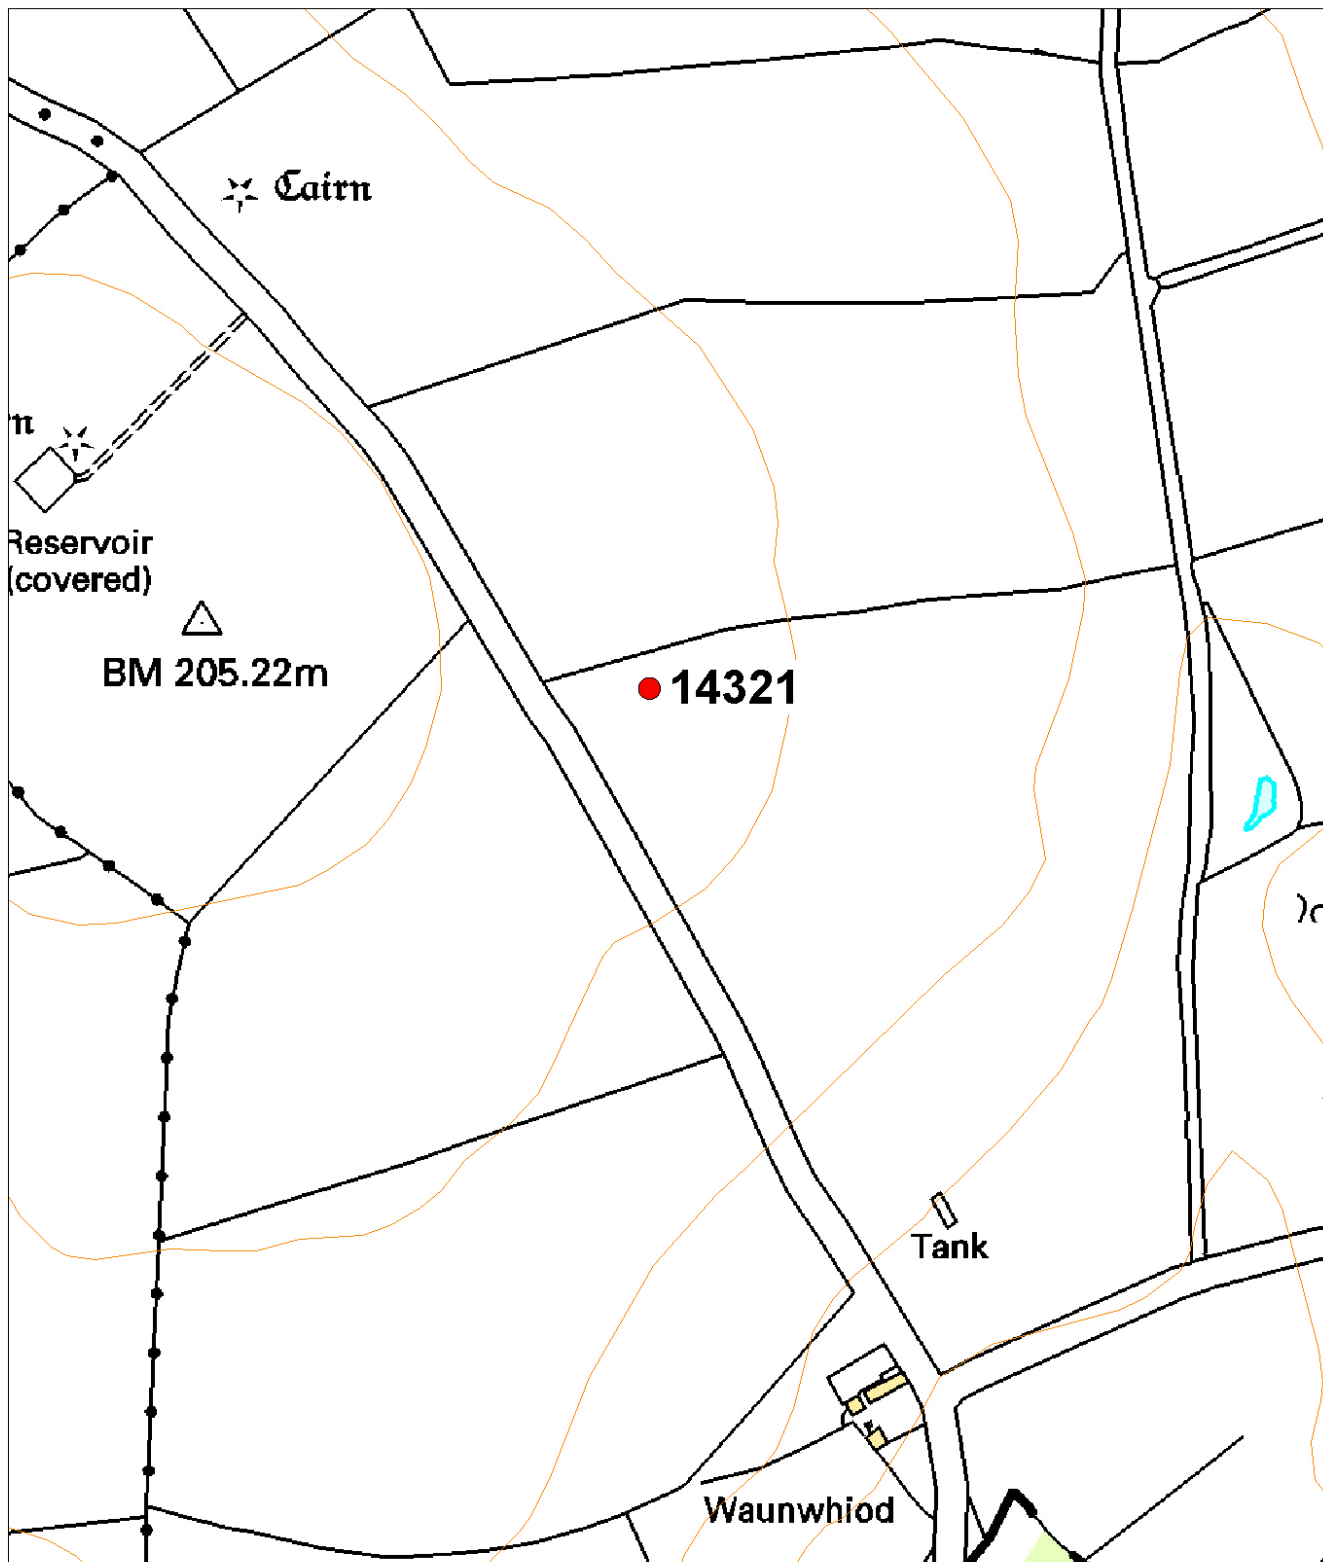 Cairn
Reservoir
(covered)
BM 205.22m
14321
Tank
Waunwhiod